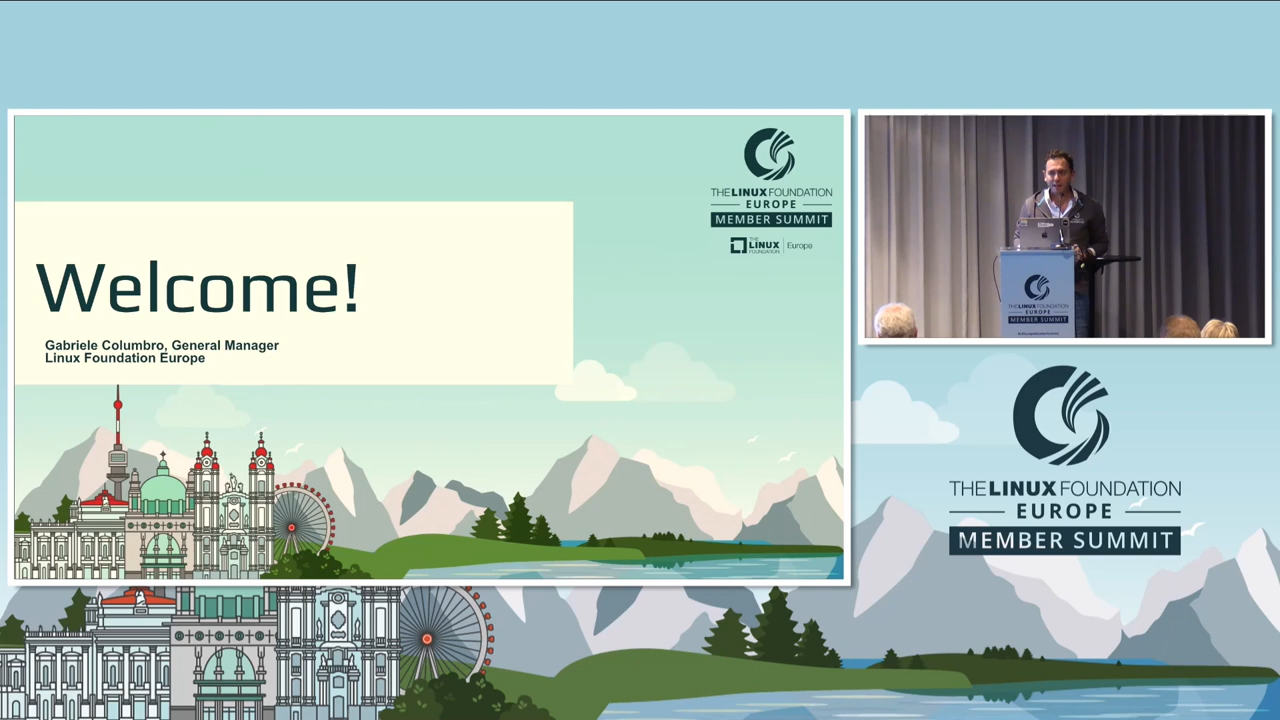 Welcome!
Gabriele Columbro, General Manager
Linux Foundation Europe
THE LINUX FOUNDATION
EUROPE
MEMBER SUMMIT
THE
LINUX
FOUNDATION
Europe
THE LINUX FOUNDATION
EUROPE
MEMBER SUMMIT
THE LINUX FOUNDATION
EUROPE
MEMBER SUMMIT